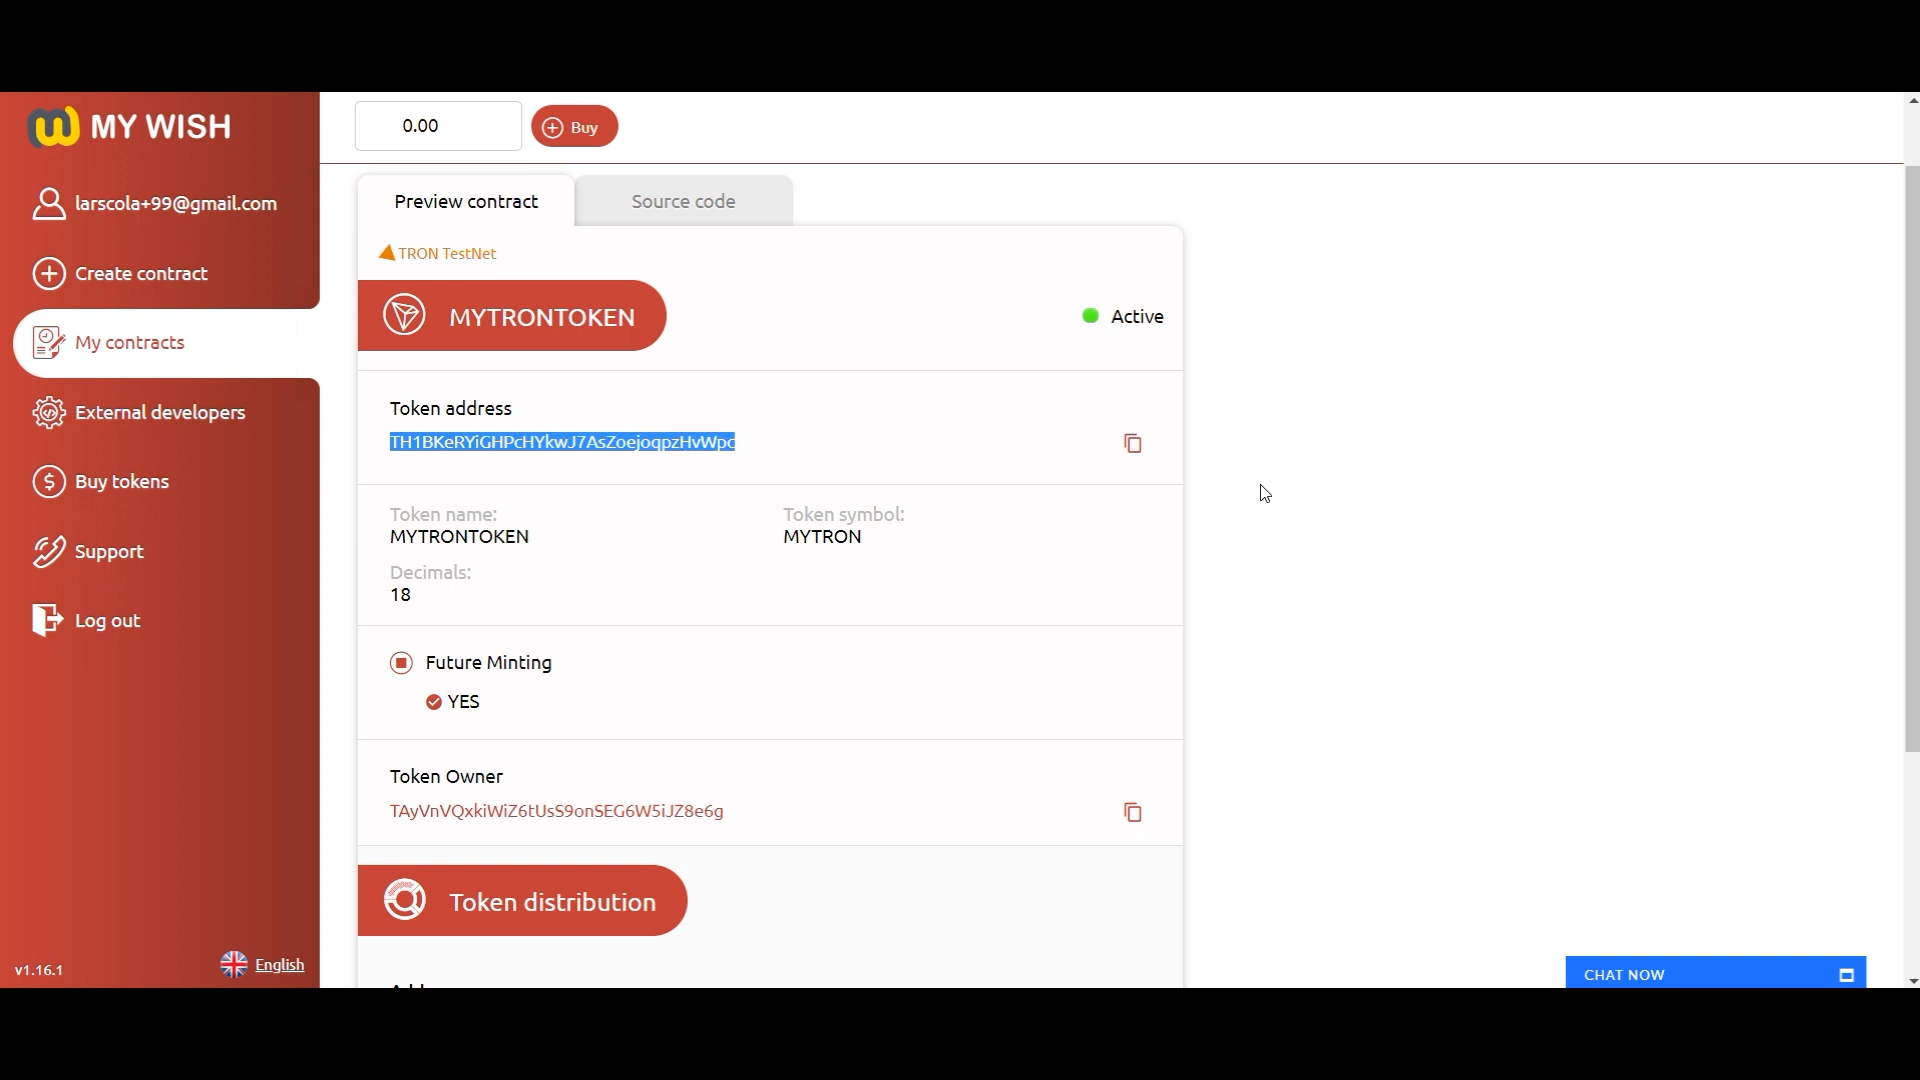 MY WISH
larscola+99@gmail.com
Create contract
My contracts
External developers
Buy tokens
Support
Log out
v1.16.1
English
0.00
Buy
Preview contract
Source code
TRON TestNet
MYTRONTOKEN
Active
Token address
TH1BKeRYiGHPcHYkwJ7AsZoejoqpzHvWpc
Token name:
MYTRONTOKEN
Token symbol:
MYTRON
Decimals:
18
Future Minting
YES
Token Owner
TAyVnVQxkiWiZ6tUsS9onSEG6W5iJZ8e6g
Token distribution
CHAT NOW